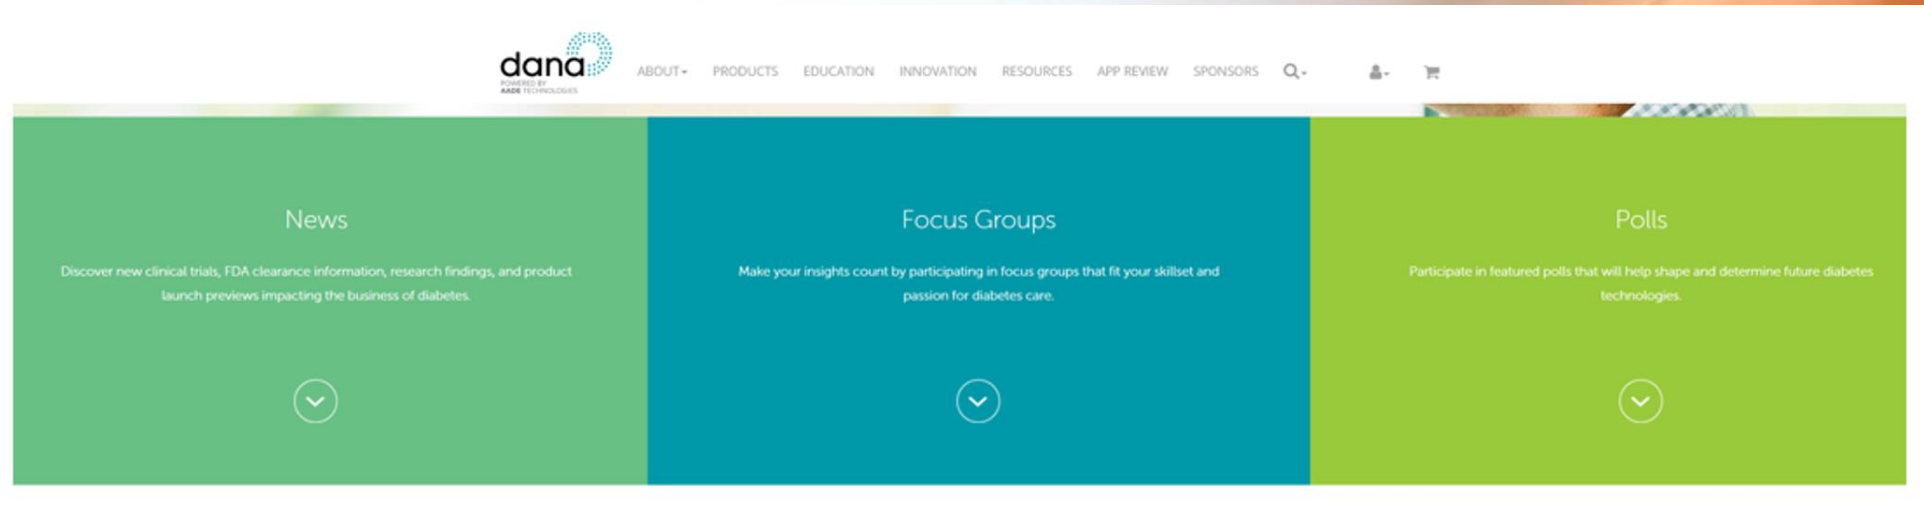 dana
POWERED BY
AADE TECHNOLOGIES
ABOUT PRODUCTS EDUCATION INNOVATION RESOURCES APP REVIEW SPONSORS
News
Discover new clinical trials, FDA clearance information, research findings, and product
launch previews impacting the business of diabetes.
Focus Groups
Make your insights count by participating in focus groups that fit your skillset and
passion for diabetes care.
Polls
Participate in featured polls that will help shape and determine future diabetes
technologies.